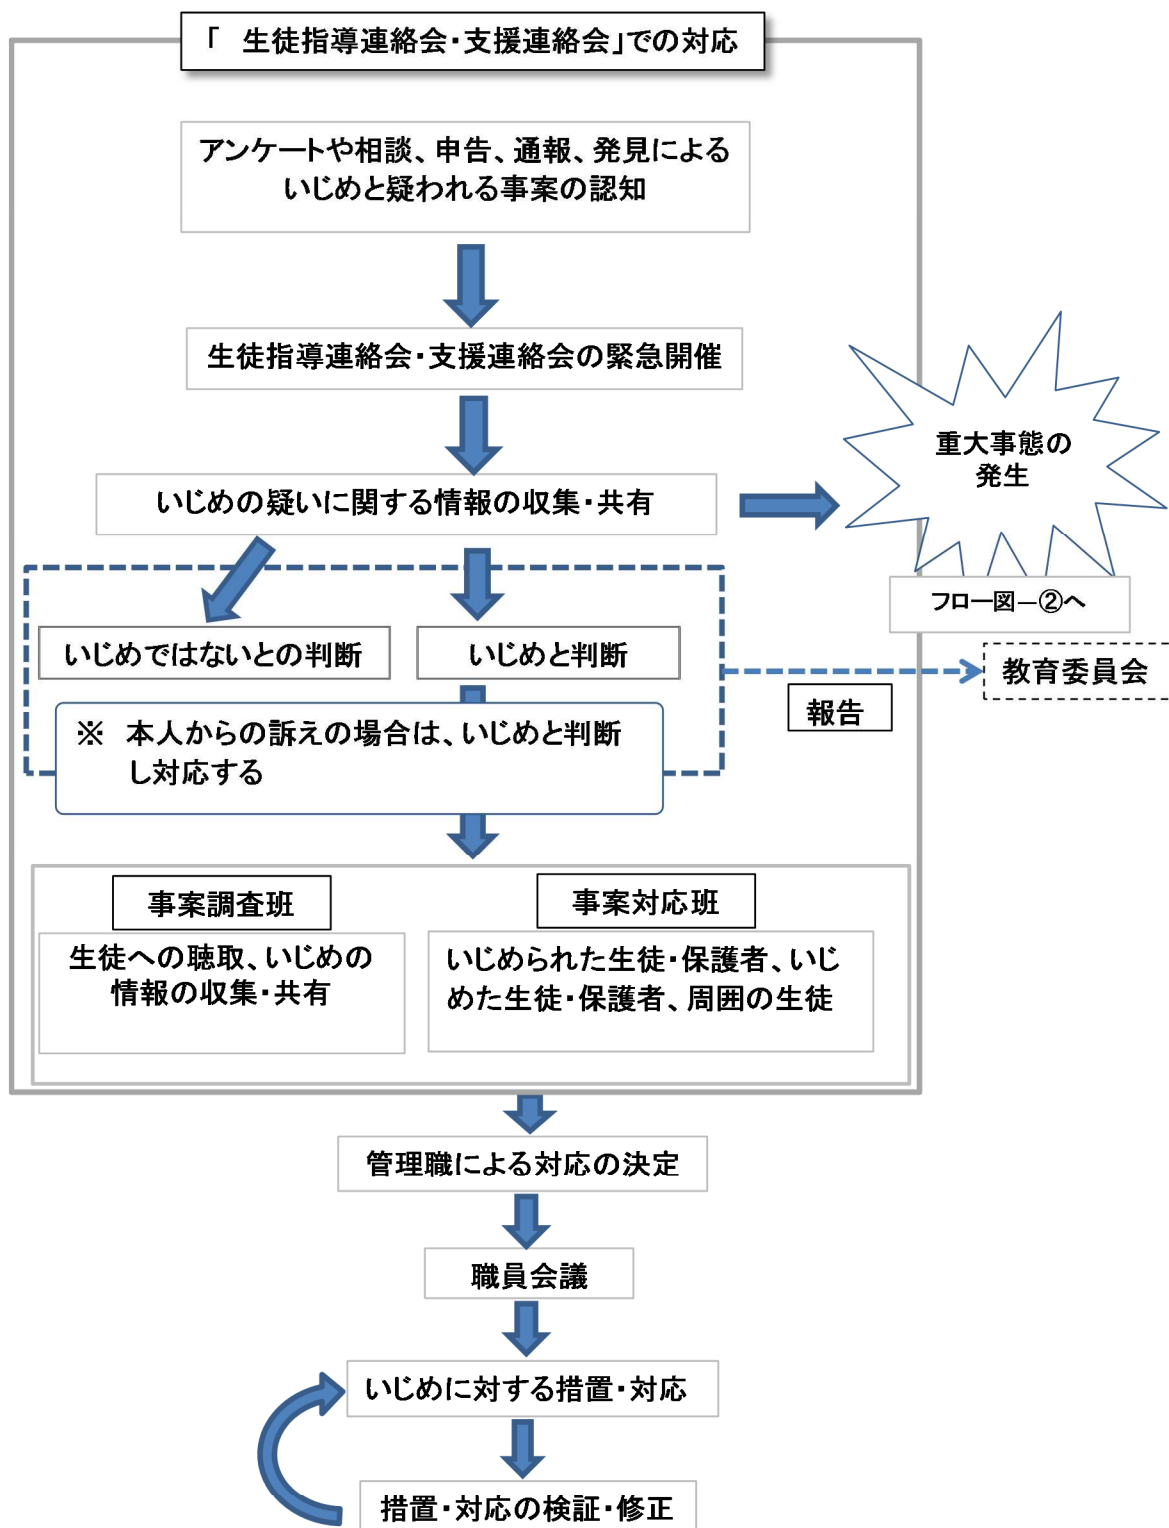 「　生徒指導連絡会・支援連絡会」での対応
アンケートや相談、申告、通報、発見による
いじめと疑われる事案の認知
生徒指導連絡会・支援連絡会の緊急開催
いじめの疑いに関する情報の収集・共有
重大事態の
発生
フロー図―②へ
いじめではないとの判断
いじめと判断
教育委員会
報告
※　本人からの訴えの場合は、いじめと判断
し対応する
事案調査班
生徒への聴取、いじめの
情報の収集・共有
事案対応班
いじめられた生徒・保護者、いじ
めた生徒・保護者、周囲の生徒
管理職による対応の決定
職員会議
いじめに対する措置・対応
措置・対応の検証・修正